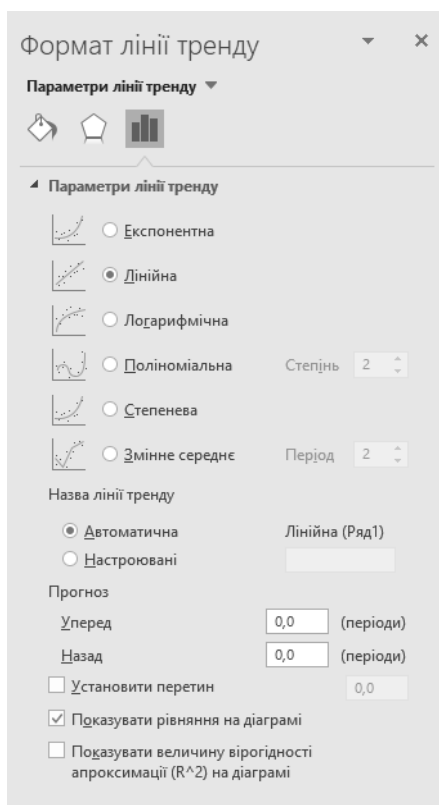 Формат лінії тренду
Параметри лінії тренду
Параметри лінії тренду
Експонентна
Лінійна
Логарифмічна
Поліноміальна Степінь 2
Степенева
Змінне середнє Період 2
Назва лінії тренду
Автоматична Лінійна (Ряд1)
Настроювані
Прогноз
Уперед 0,0 (періоди)
Назад 0,0 (періоди)
Установити перетин 0,0
Показувати рівняння на діаграмі
Показувати величину вірогідності
апроксимації (R^2) на діаграмі